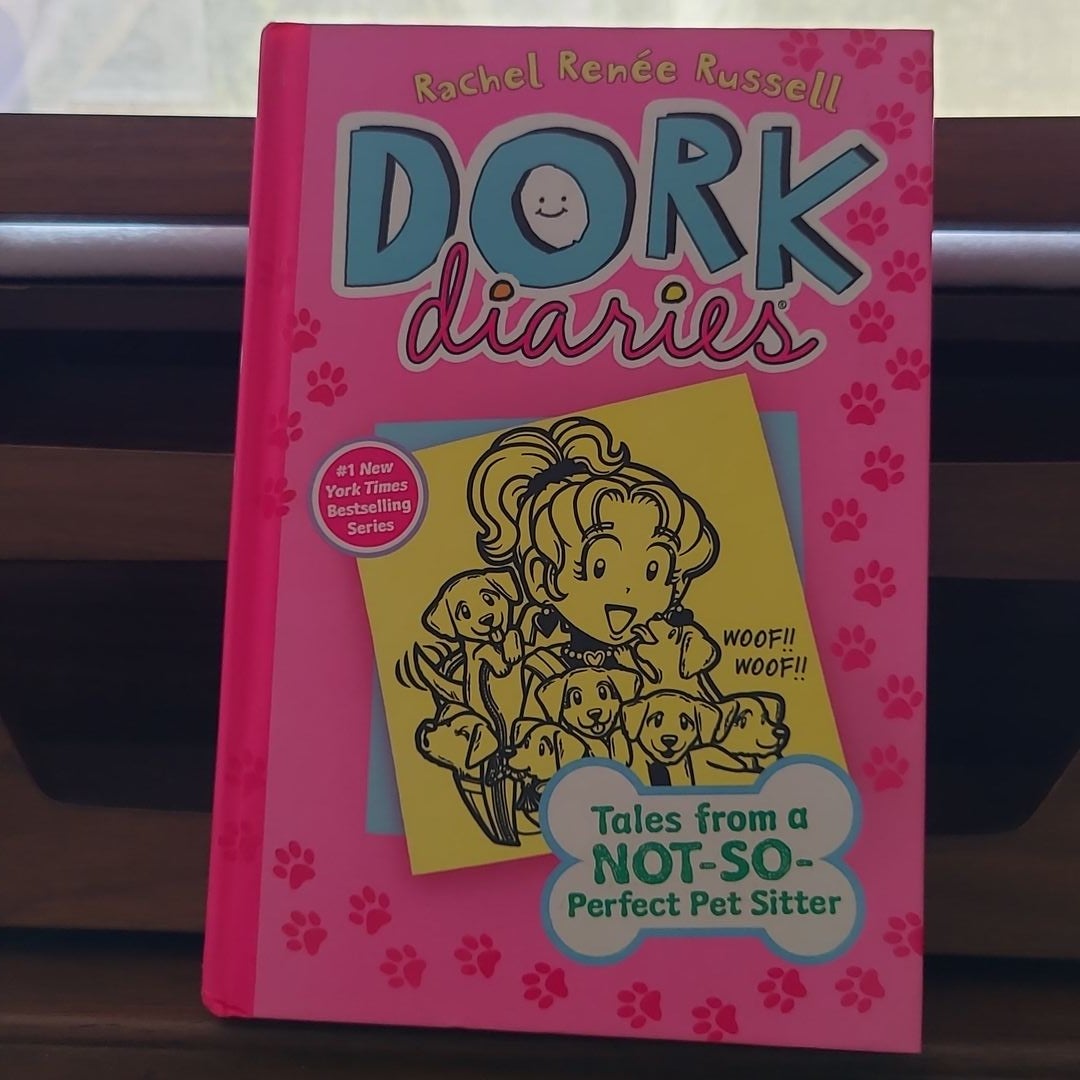 Rachel Renée Russell
DORK
diaries®
#1 New
York Times
Bestselling
Series
WOOF!!
WOOF!!
Tales from a
NOT-SO-
Perfect Pet Sitter